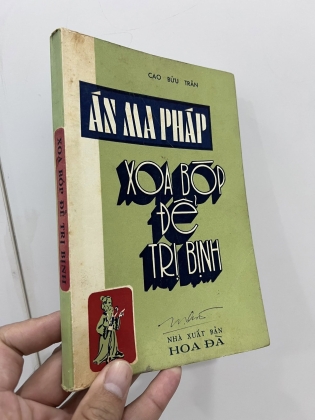 CAO BỬU TRÂN
ÁN MA PHÁP
XOA BÓP
ĐỂ
TRỊ BỊNH
NHÀ XUẤT BẢN
HOA ĐÀ
XOA BÓP ĐỂ TRỊ BỊNH